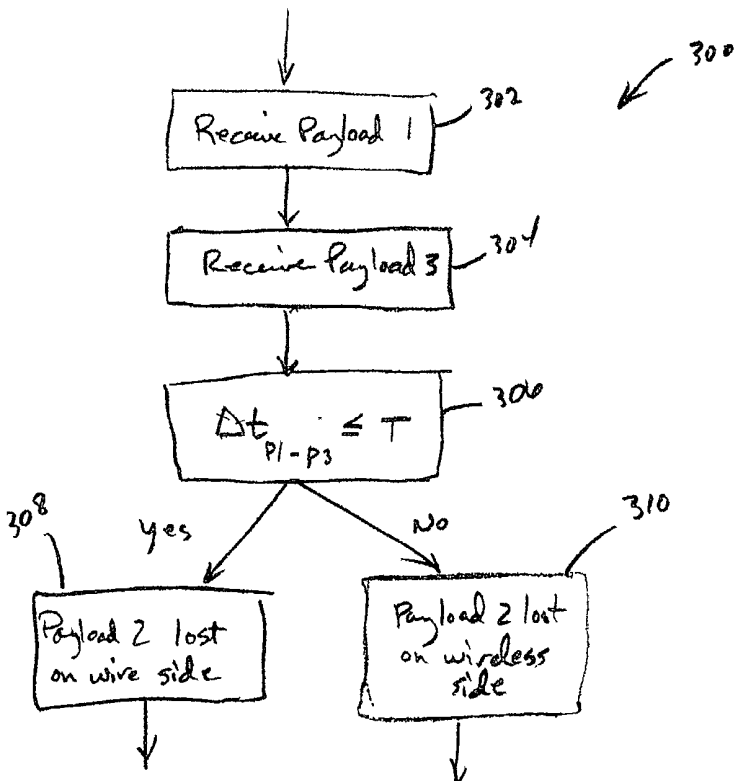 300
302
Receive Payload 1
304
Receive Payload 3
306
Δt p1-p3 ≤ T
308
Yes
No
310
Payload 2 lost
on wire side
Payload 2 lost
on wireless
side